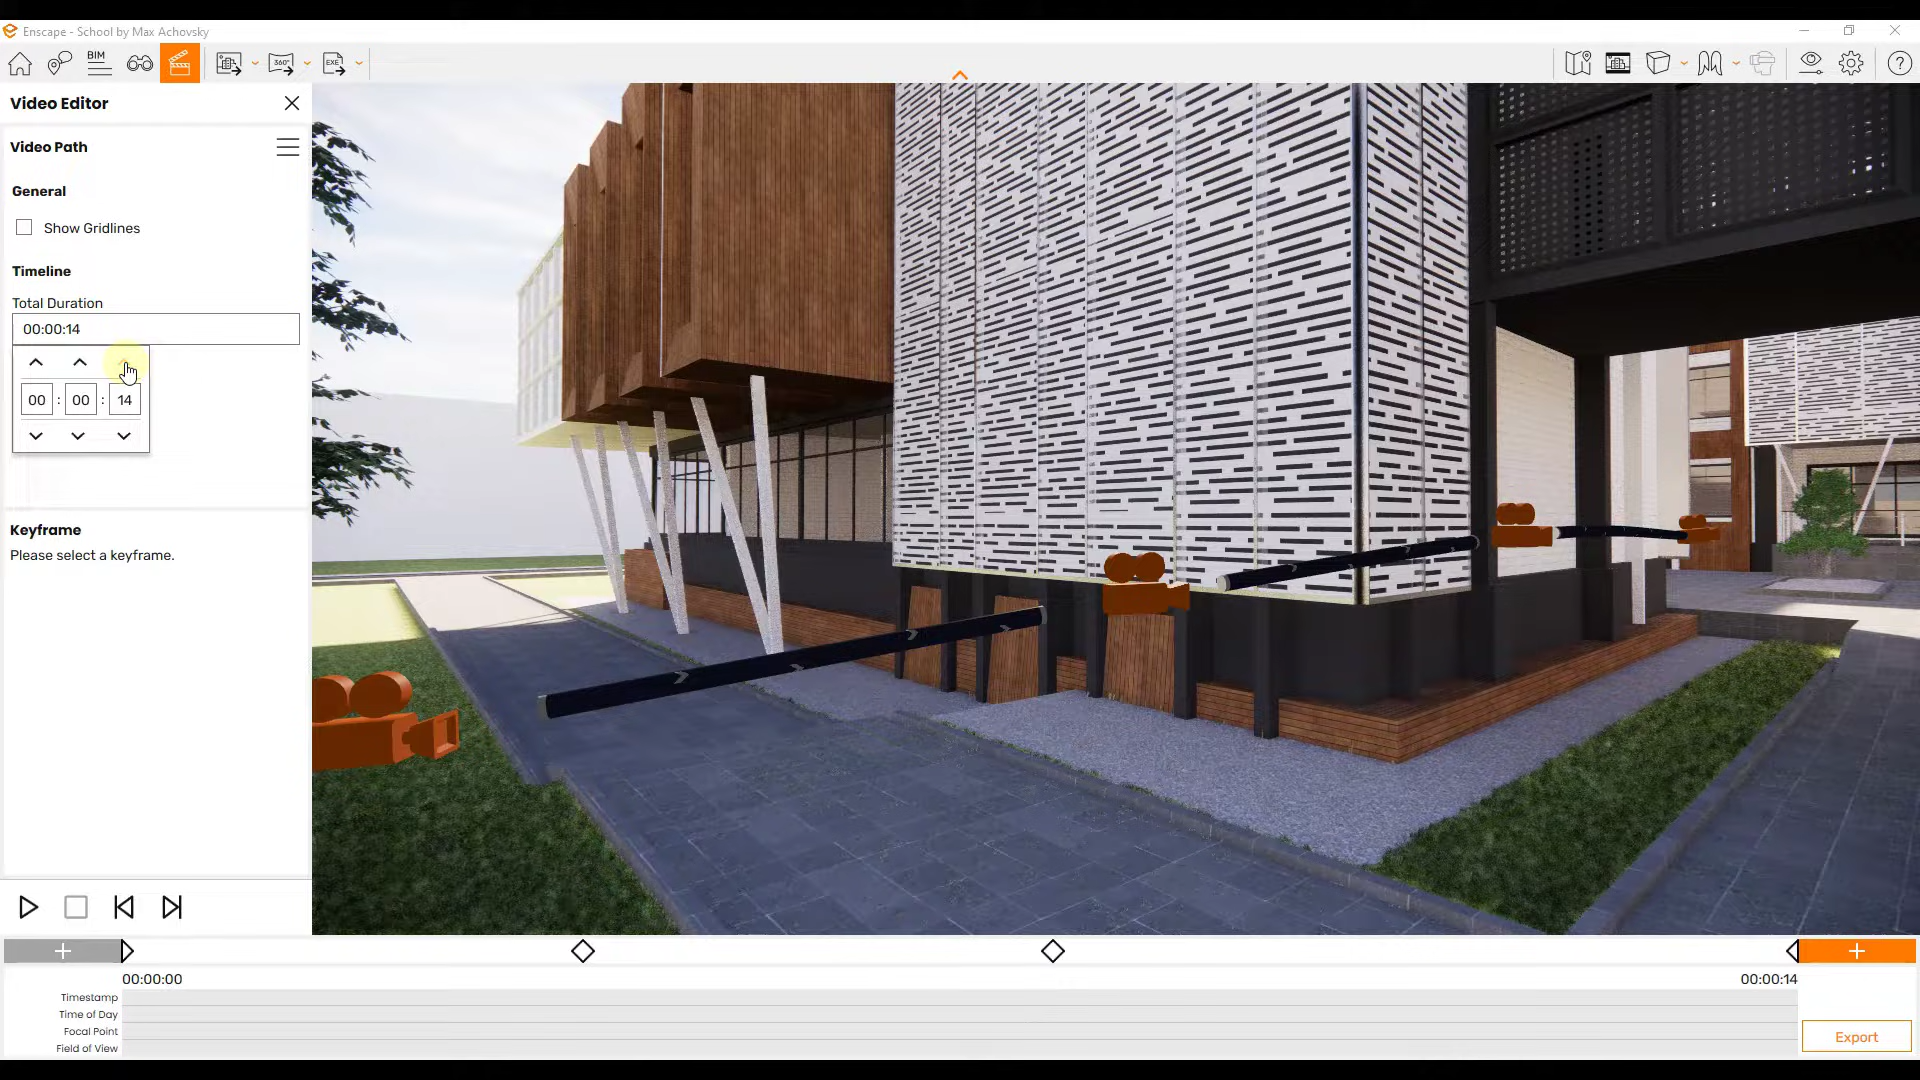 Enscape - School by Max Achovsky
BIM
360°
EXE
Video Editor
Video Path
General
Show Gridlines
Timeline
Total Duration
00:00:14
00 : 00 : 14
Keyframe
Please select a keyframe.
00:00:00
00:00:14
Timestamp
Time of Day
Focal Point
Field of View
Export